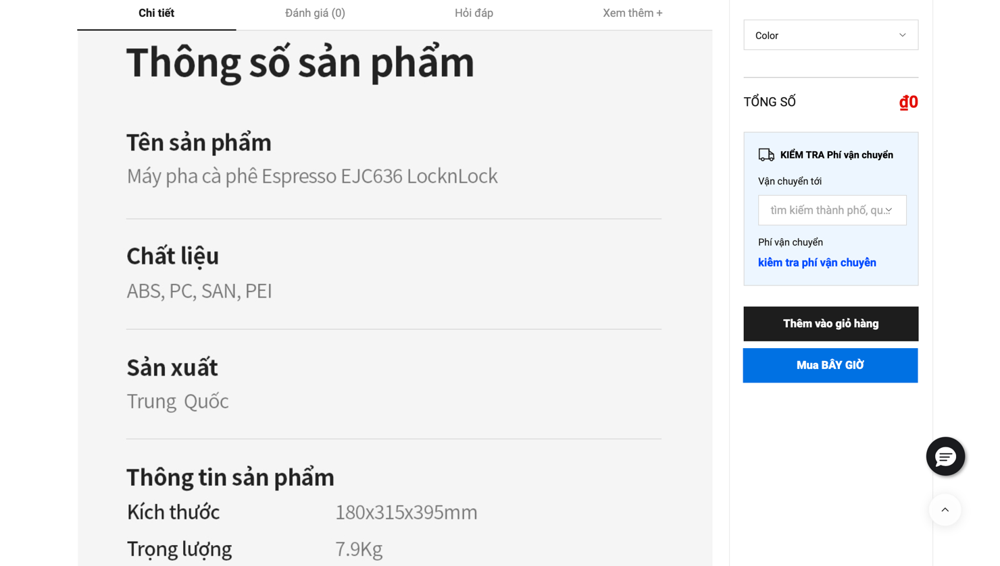 Chi tiết
Đánh giá (0)
Hỏi đáp
Xem thêm +
Thông số sản phẩm
Tên sản phẩm
Máy pha cà phê Espresso EJC636 LocknLock
Chất liệu
ABS, PC, SAN, PEI
Sản xuất
Trung Quốc
Thông tin sản phẩm
Kích thước 180x315x395mm
Trọng lượng 7.9Kg
Color
TỔNG SỐ ₫0
KIỂM TRA Phí vận chuyển
Vận chuyển tới
tìm kiếm thành phố, qu...
Phí vận chuyển
kiểm tra phí vận chuyển
Thêm vào giỏ hàng
Mua BÂY GIỜ